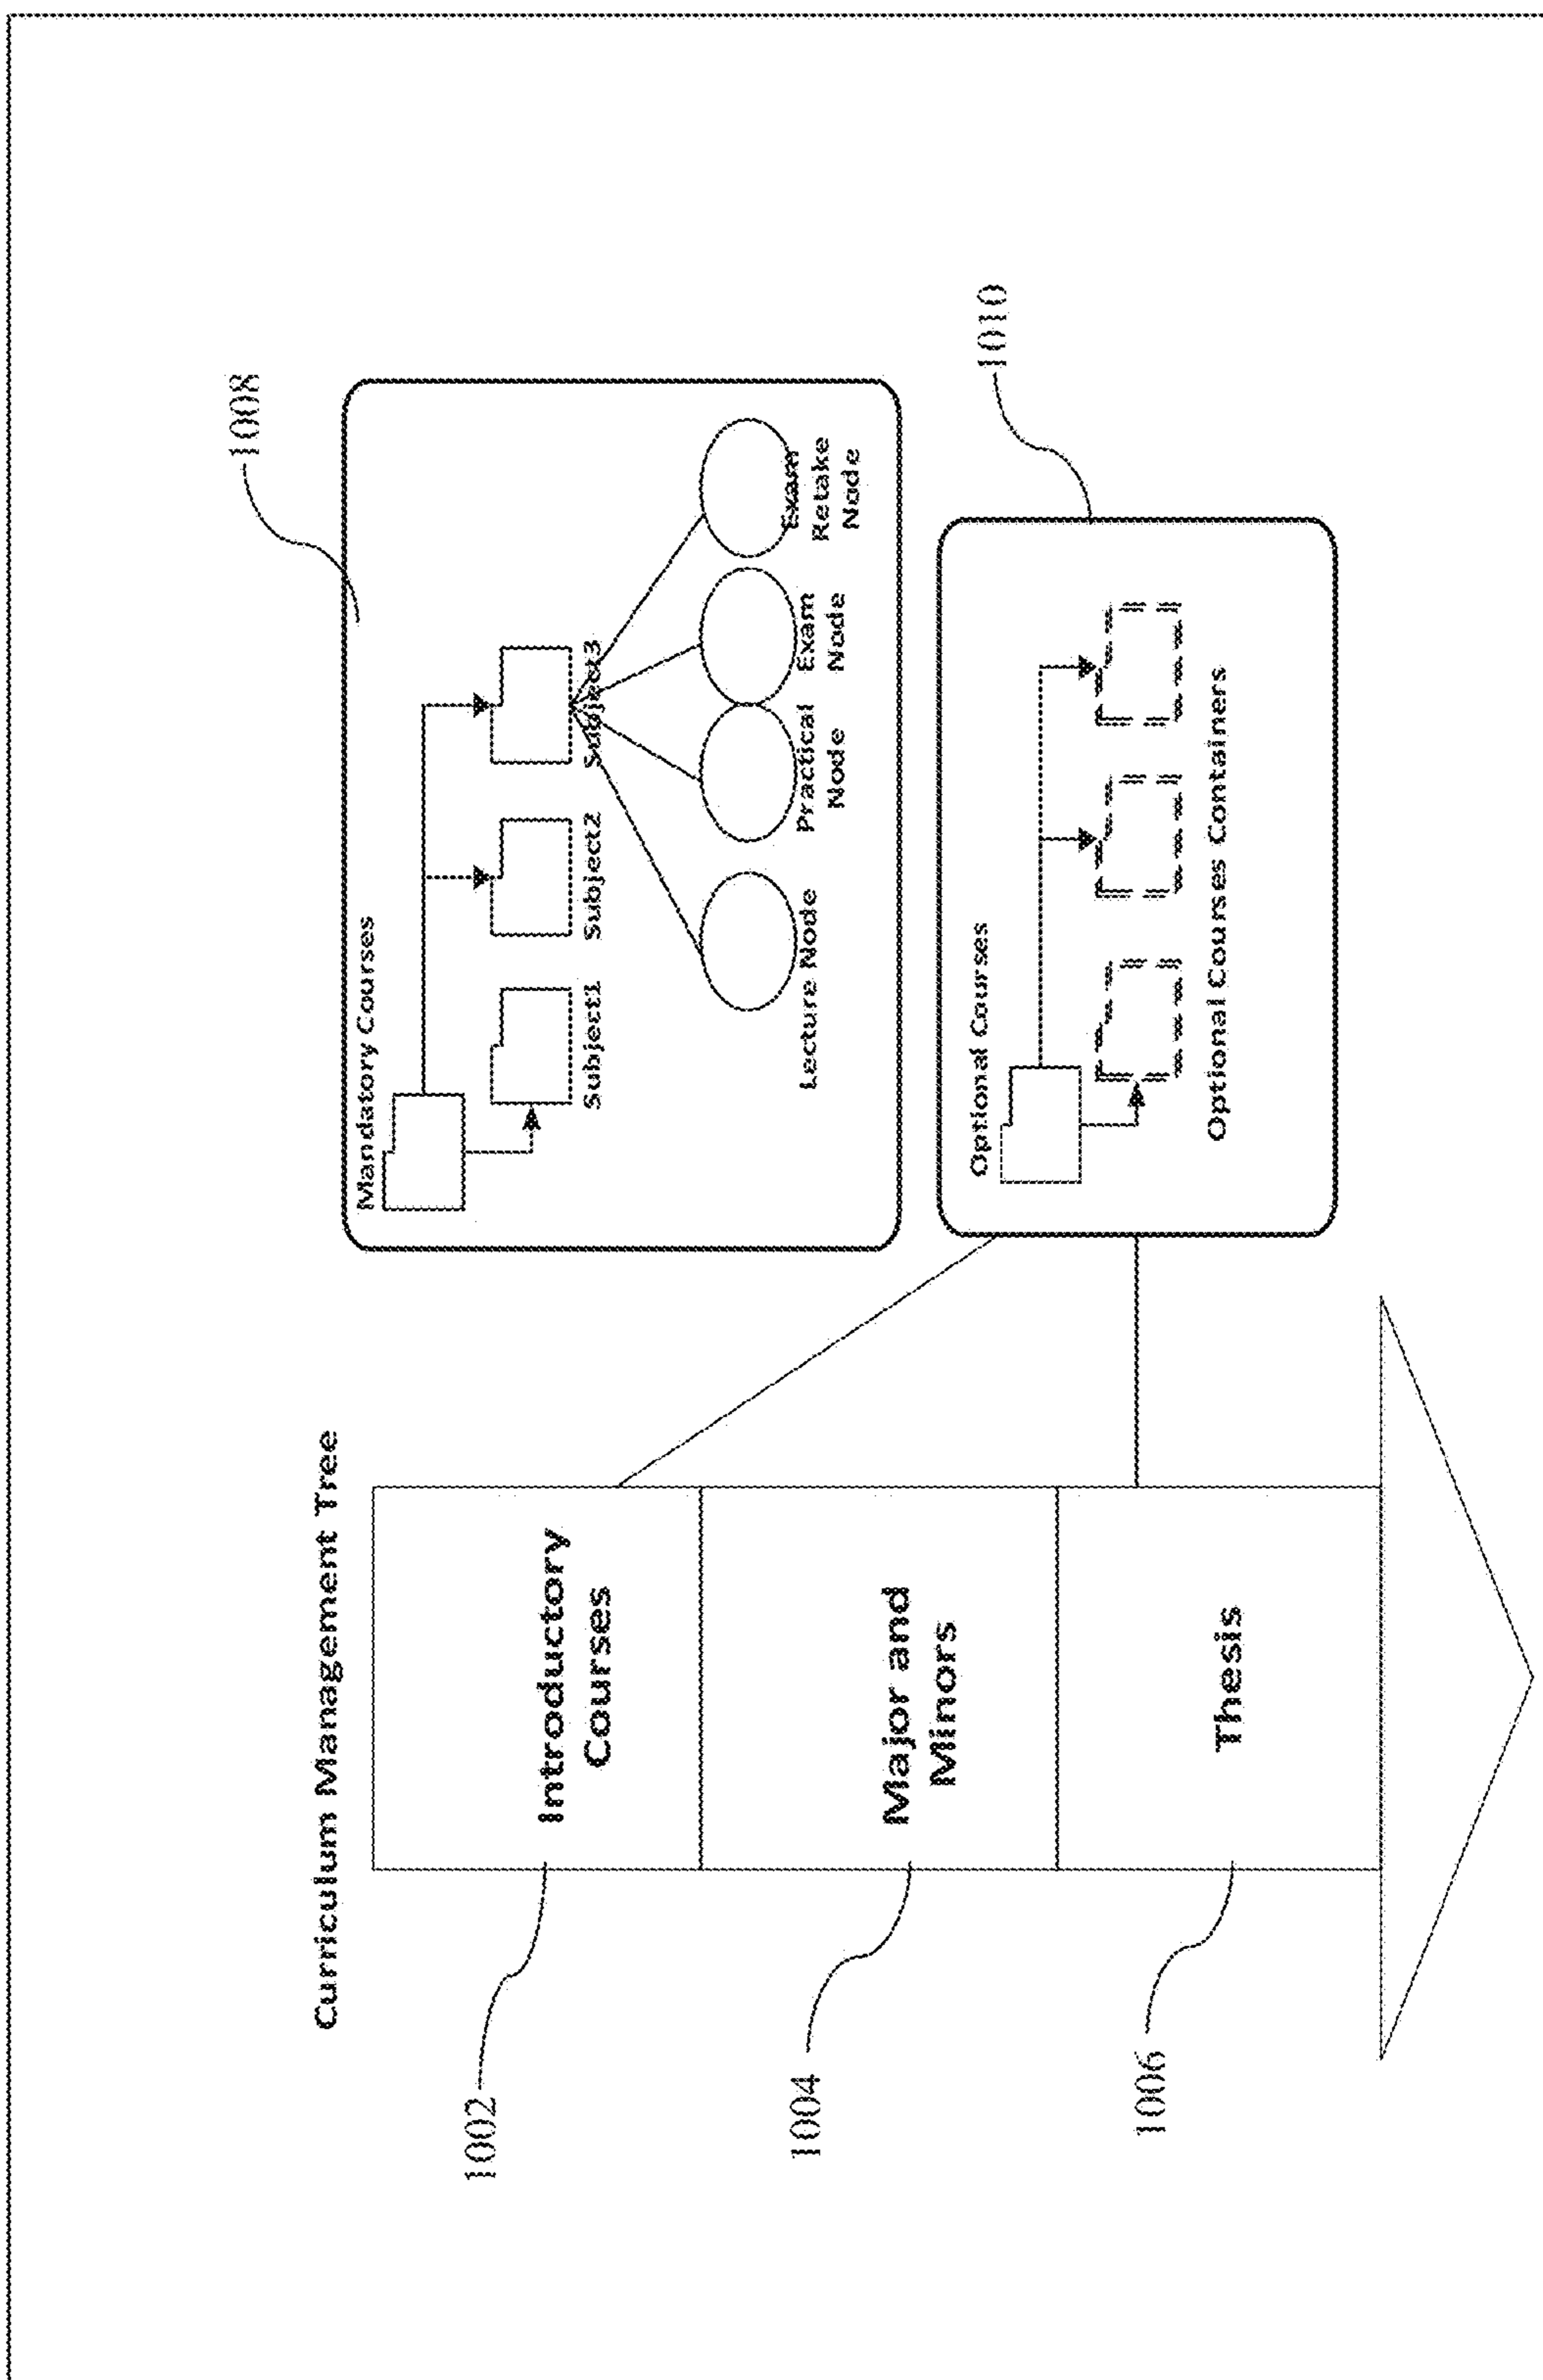 Curriculum Management Tree
1002
Introductory
Courses
1004
Major and
Minors
1006
Thesis
1008
Mandatory Courses
Subject1
Subject2
Subject3
Lecture Node
Practical
Node
Exam
Node
Exam
Retake
Node
1010
Optional Courses
Optional Courses Containers